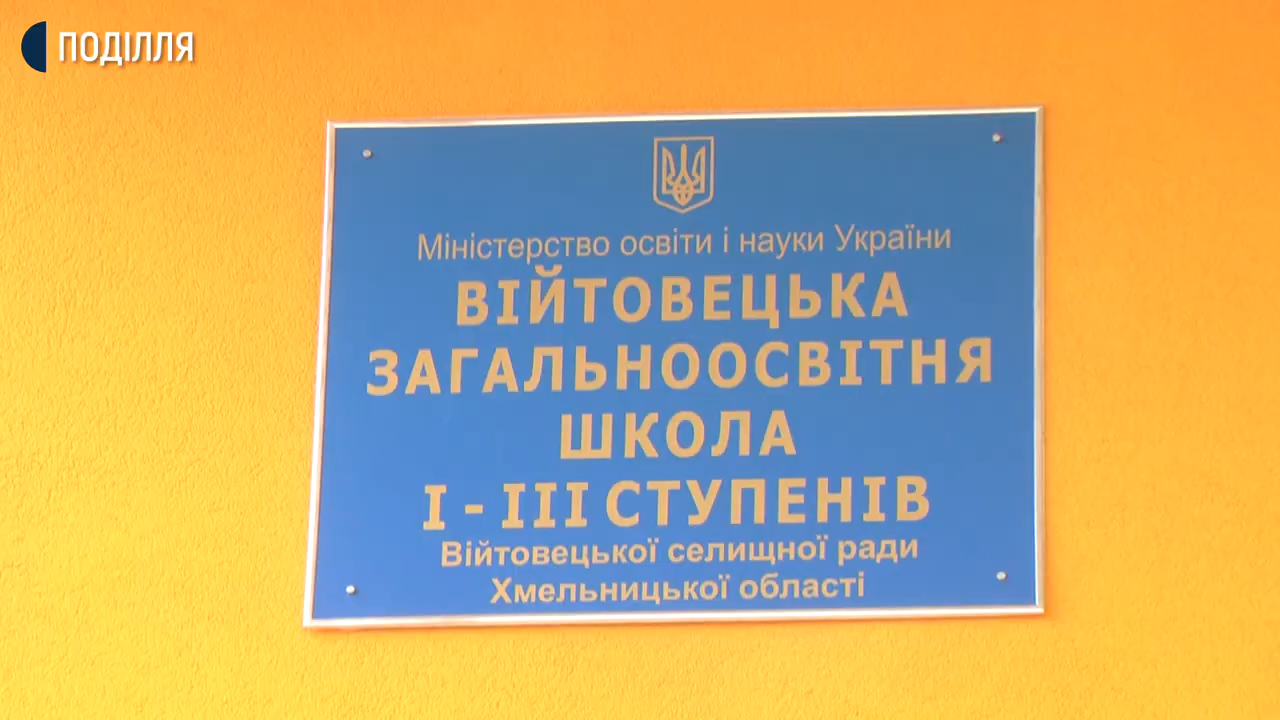 ПОДІЛЛЯ
Міністерство освіти і науки України
ВІЙТОВЕЦЬКА
ЗАГАЛЬНООСВІТНЯ
ШКОЛА
І - ІІІ СТУПЕНІВ
Війтовецької селищної ради
Хмельницької області